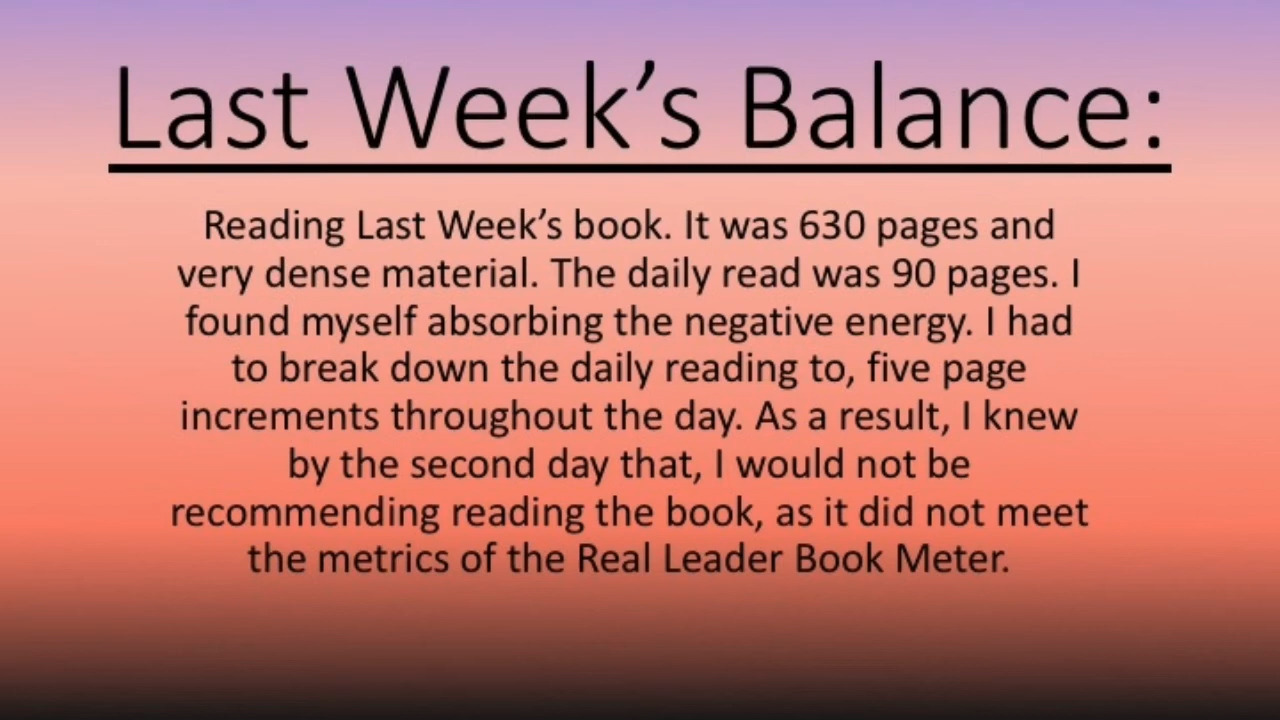 Last Week’s Balance:
Reading Last Week’s book. It was 630 pages and
very dense material. The daily read was 90 pages. I
found myself absorbing the negative energy. I had
to break down the daily reading to, five page
increments throughout the day. As a result, I knew
by the second day that, I would not be
recommending reading the book, as it did not meet
the metrics of the Real Leader Book Meter.